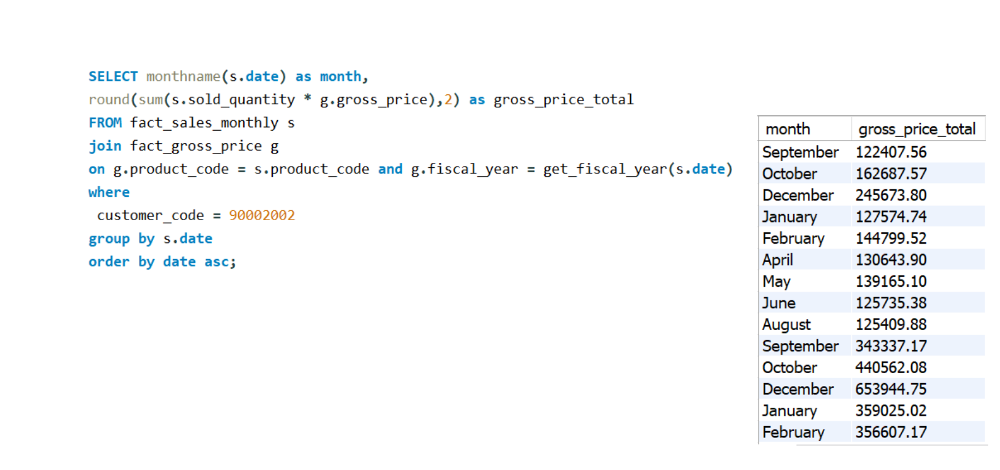 SELECT monthname(s.date) as month,
round(sum(s.sold_quantity * g.gross_price),2) as gross_price_total
FROM fact_sales_monthly s
join fact_gross_price g
on g.product_code = s.product_code and g.fiscal_year = get_fiscal_year(s.date)
where
customer_code = 90002002
group by s.date
order by date asc;
month gross_price_total
September 122407.56
October 162687.57
December 245673.80
January 127574.74
February 144799.52
April 130643.90
May 139165.10
June 125735.38
August 125409.88
September 343337.17
October 440562.08
December 653944.75
January 359025.02
February 356607.17